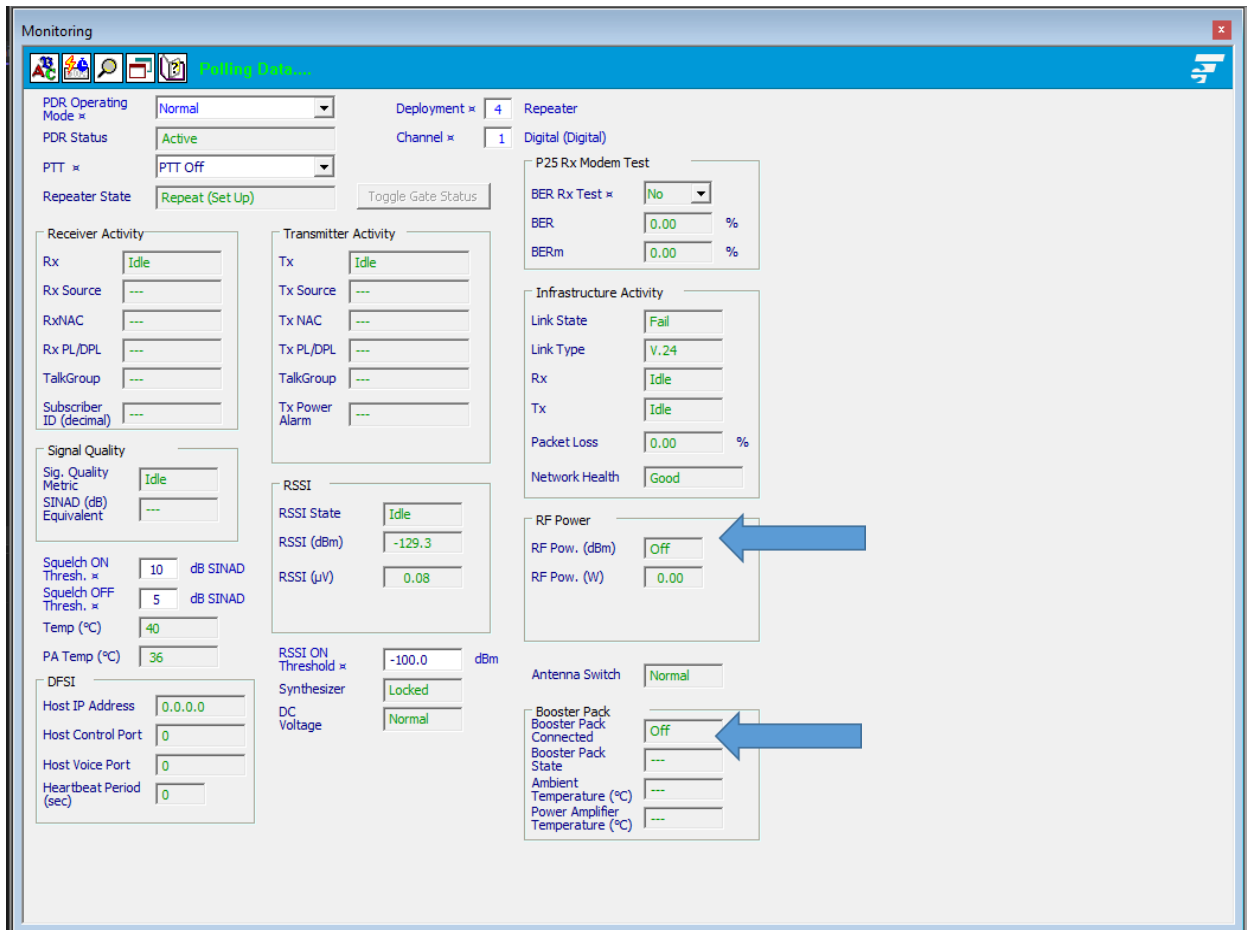 Monitoring
Polling Data....
PDR Operating Mode ¤ Normal
Deployment ¤ 4 Repeater
PDR Status Active
Channel ¤ 1 Digital (Digital)
PTT ¤ PTT Off
Repeater State Repeat (Set Up)
Toggle Gate Status
P25 Rx Modem Test
BER Rx Test ¤ No
BER 0.00 %
BERm 0.00 %
Receiver Activity
Rx Idle
Rx Source ---
RxNAC ---
Rx PL/DPL ---
TalkGroup ---
Subscriber
ID (decimal) ---
Transmitter Activity
Tx Idle
Tx Source ---
Tx NAC ---
Tx PL/DPL ---
TalkGroup ---
Tx Power
Alarm ---
Infrastructure Activity
Link State Fail
Link Type V.24
Rx Idle
Tx Idle
Packet Loss 0.00 %
Network Health Good
Signal Quality
Sig. Quality
Metric Idle
SINAD (dB)
Equivalent ---
Squelch ON
Thresh. ¤ 10 dB SINAD
Squelch OFF
Thresh. ¤ 5 dB SINAD
Temp (°C) 40
PA Temp (°C) 36
RSSI
RSSI State Idle
RSSI (dBm) -129.3
RSSI (µV) 0.08
RSSI ON
Threshold ¤ -100.0 dBm
Synthesizer Locked
DC
Voltage Normal
RF Power
RF Pow. (dBm) Off
RF Pow. (W) 0.00
Antenna Switch Normal
DFSI
Host IP Address 0.0.0.0
Host Control Port 0
Host Voice Port 0
Heartbeat Period
(sec) 0
Booster Pack
Booster Pack
Connected Off
Booster Pack
State ---
Ambient
Temperature (°C) ---
Power Amplifier
Temperature (°C) ---